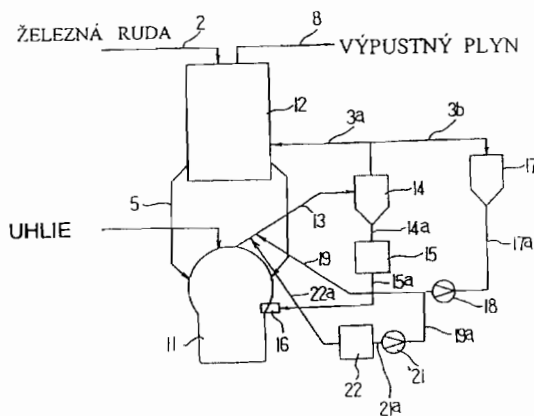 ŽELEZNÁ RUDA
2
8
VÝPUSTNÝ PLYN
12
3a
3b
17
14
5
13
14a
UHLIE
15
17a
19
22a
15a
18
11
16
19a
22
21
21a